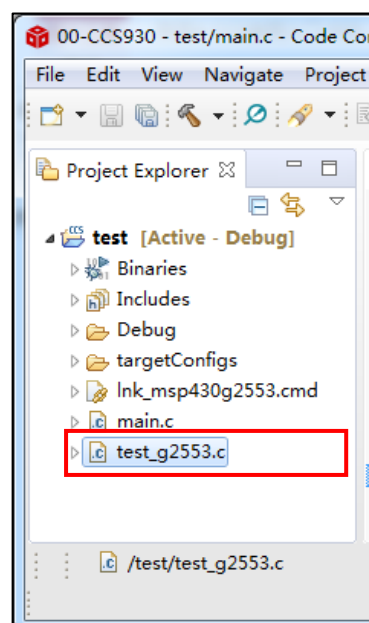 00-CCS930 - test/main.c - Code Co
File Edit View Navigate Project
Project Explorer
test [Active - Debug]
Binaries
Includes
Debug
targetConfigs
lnk_msp430g2553.cmd
main.c
test_g2553.c
/test/test_g2553.c